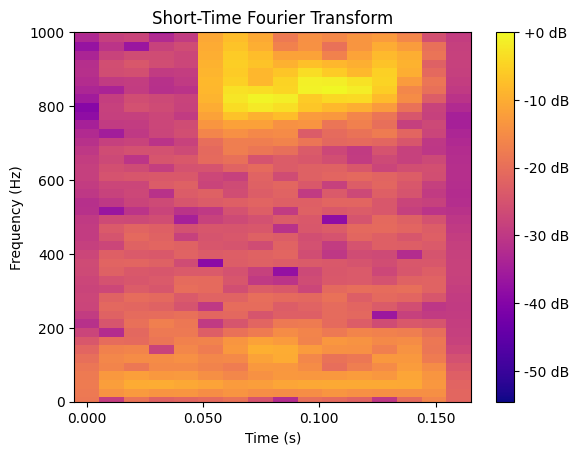 Short-Time Fourier Transform
Frequency (Hz)
1000
800
600
400
200
0
0.000
0.050
0.100
0.150
Time (s)
+0 dB
-10 dB
-20 dB
-30 dB
-40 dB
-50 dB